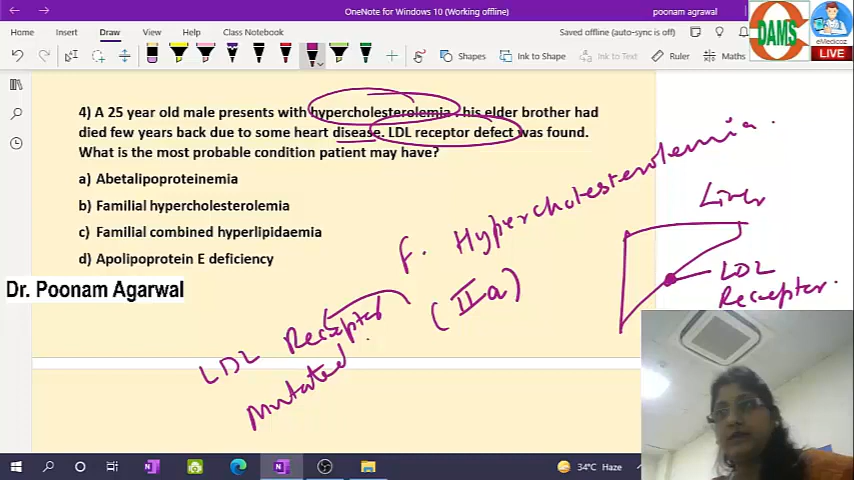 OneNote for Windows 10 (Working offline)
poonam agrawal
Home
Insert
Draw
View
Help
Class Notebook
Saved offline (auto-sync is off)
Shapes
Ink to Shape
Ink to Text
Ruler
Maths
DAMS
eMedicoz
LIVE
4) A 25 year old male presents with hypercholesterolemia . his elder brother had
died few years back due to some heart disease. LDL receptor defect was found.
What is the most probable condition patient may have?
a) Abetalipoproteinemia
b) Familial hypercholesterolemia
c) Familial combined hyperlipidaemia
d) Apolipoprotein E deficiency
Dr. Poonam Agarwal
F. Hypercholesterolemia.
(IIa)
LDL Receptor
Mutated
Liver
LDL
Receptor.
34°C Haze